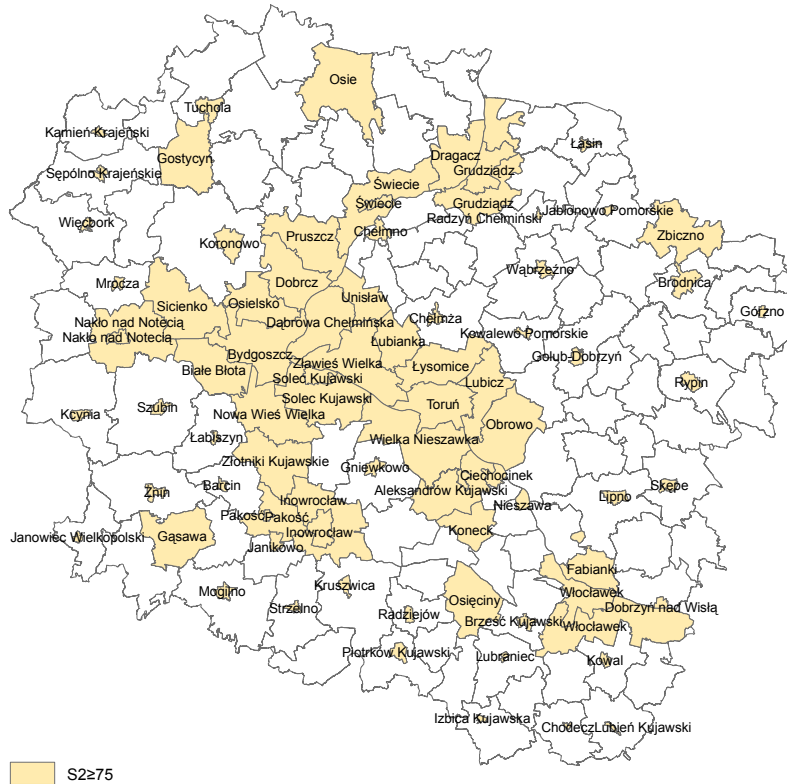 Osie
Tuchola
Kamień Krajeński
Łasin
Dragacz
Gostycyn
Grudziądz
Sępólno Krajeńskie
Świecie
Świecie
Grudziądz
Jabłonowo Pomorskie
Radzyń Chełmiński
Więcbork
Chełmno
Pruszcz
Zbiczno
Koronowo
Wąbrzeźno
Dobrcz
Mrocza
Brodnica
Unisław
Sicienko
Osielsko
Górzno
Chełmża
Nakło nad Notecią
Dąbrowa Chełmińska
Kowalewo Pomorskie
Nakło nad Notecią
Łubianka
Bydgoszcz
Golub-Dobrzyń
Zławieś Wielka
Łysomice
Białe Błota
Solec Kujawski
Lubicz
Rypin
Solec Kujawski
Toruń
Szubin
Nowa Wieś Wielka
Kcynia
Obrowo
Łabiszyn
Wielka Nieszawka
Złotniki Kujawskie
Gniewkowo
Ciechocinek
Barcin
Skępe
Żnin
Aleksandrów Kujawski
Lipno
Inowrocław
Nieszawa
Pakość
Pakość
Janowiec Wielkopolski
Gąsawa
Inowrocław
Koneck
Janikowo
Fabianki
Kruszwica
Mogilno
Włocławek
Osięciny
Strzelno
Dobrzyń nad Wisłą
Radziejów
Brześć Kujawski
Włocławek
Piotrków Kujawski
Lubraniec
Kowal
Izbica Kujawska
Chodecz
Lubień Kujawski
S2≥75